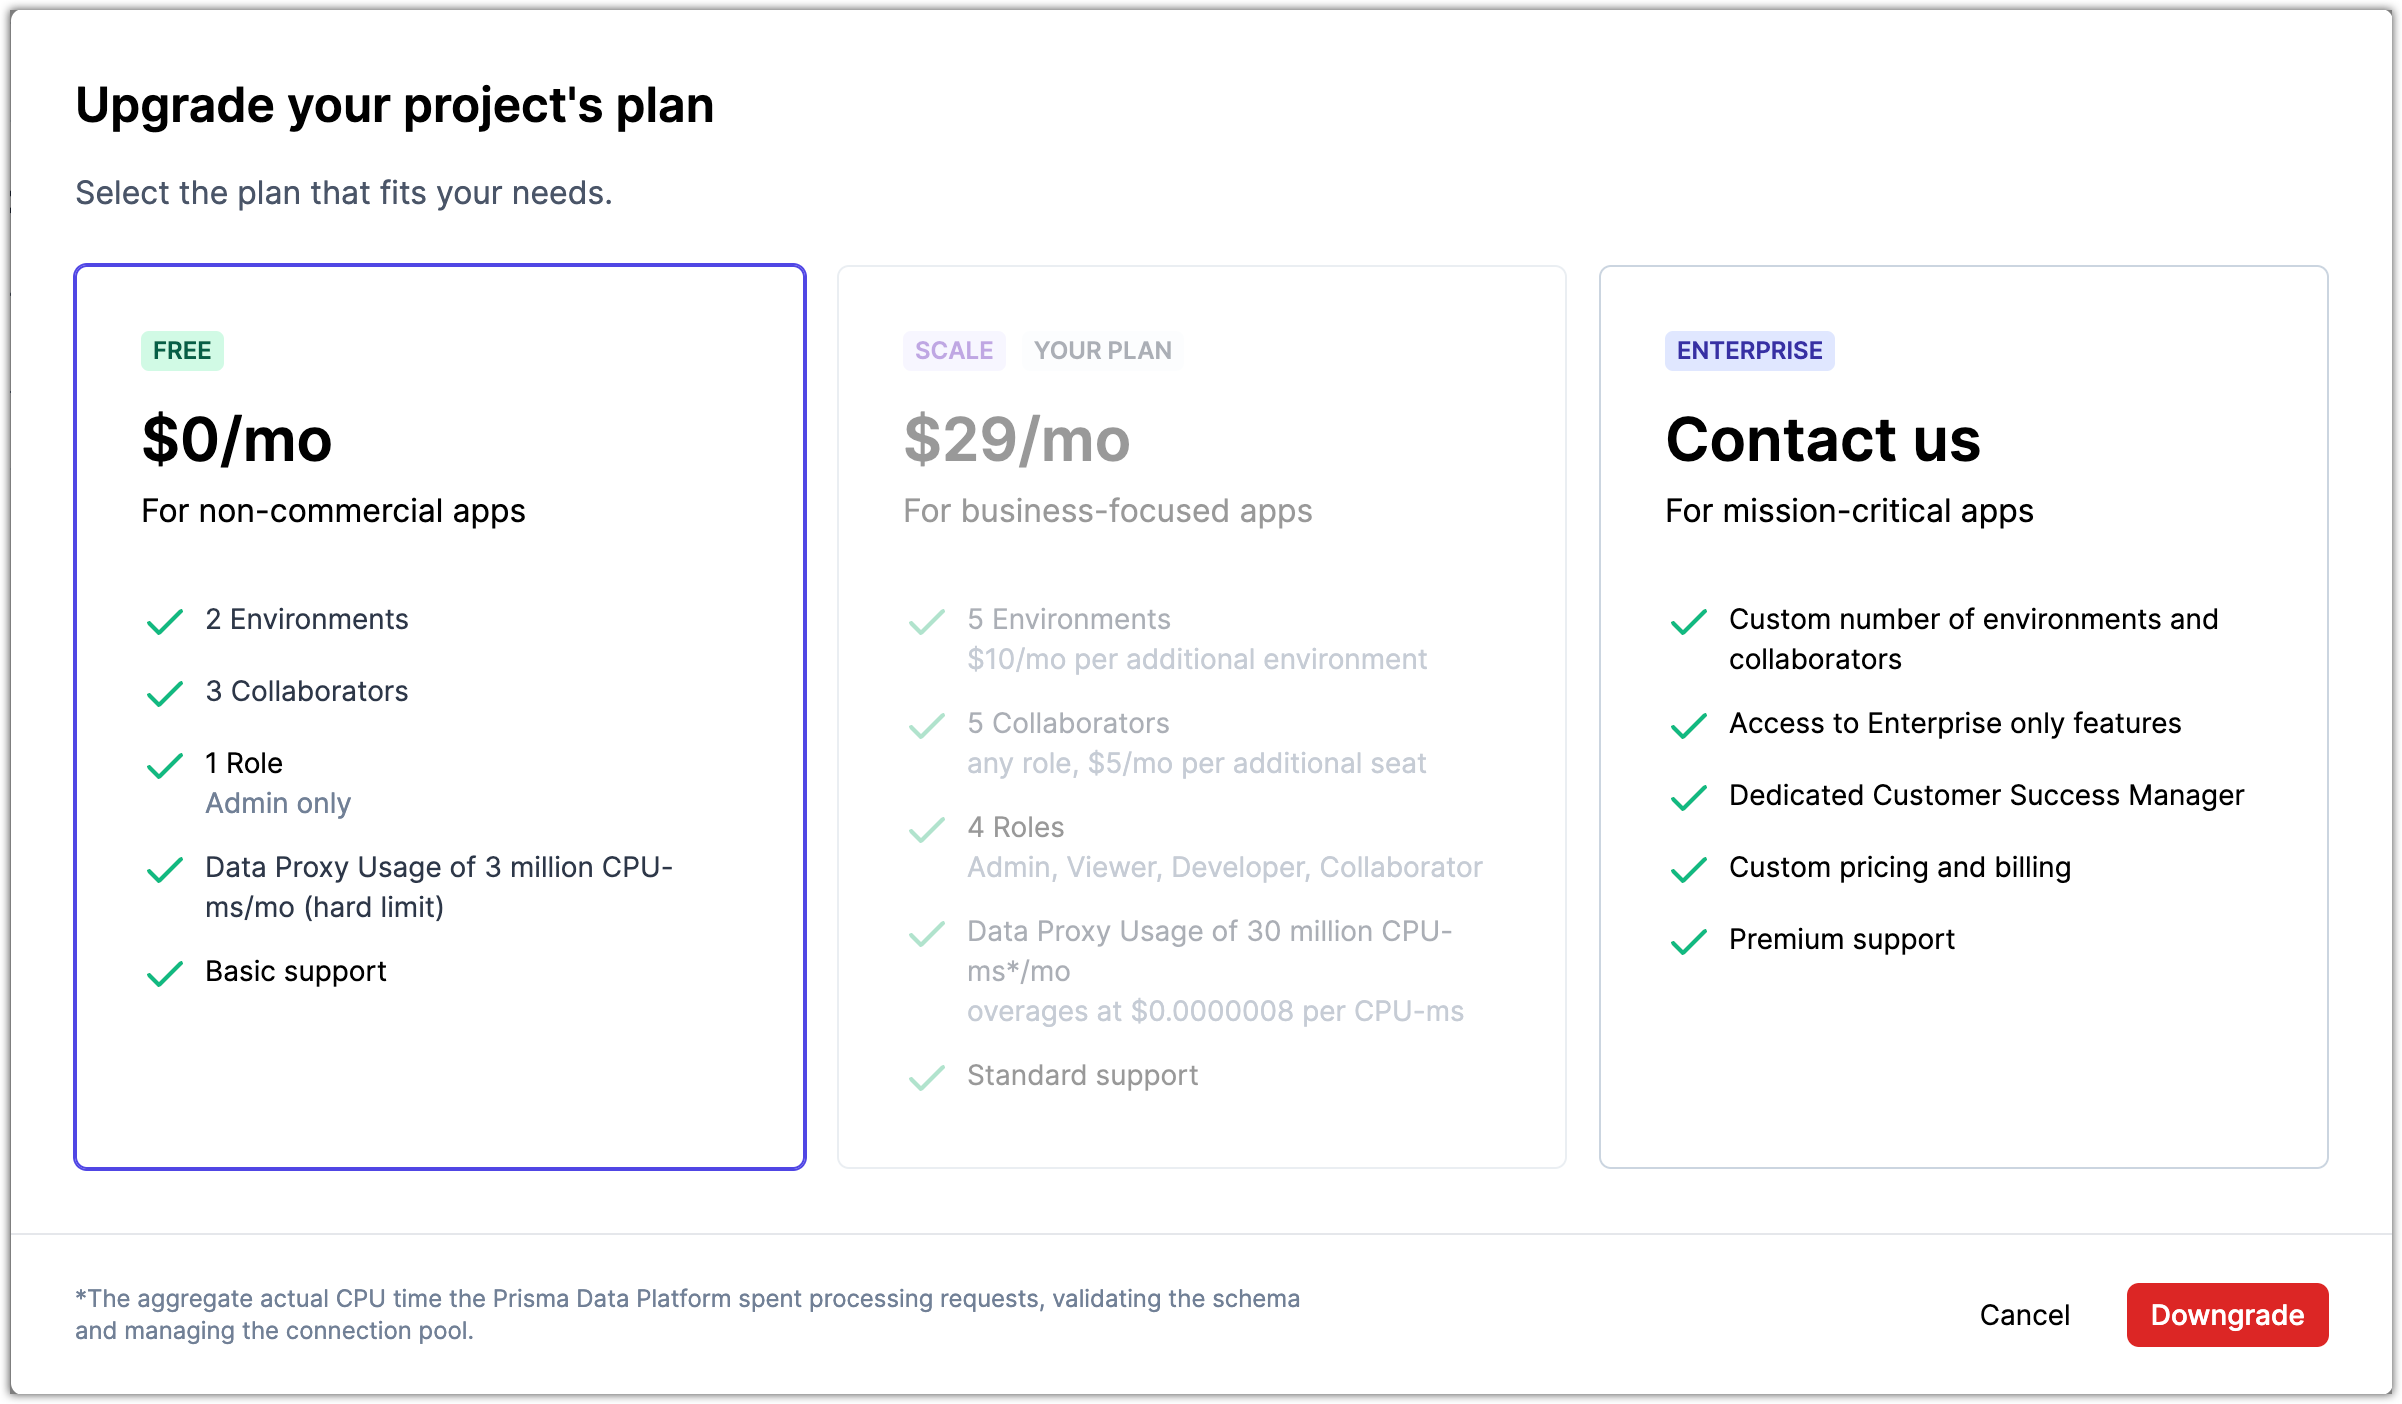 Upgrade your project's plan
Select the plan that fits your needs.
FREE
$0/mo
For non-commercial apps
2 Environments
3 Collaborators
1 Role
Admin only
Data Proxy Usage of 3 million CPU-
ms/mo (hard limit)
Basic support
SCALE YOUR PLAN
$29/mo
For business-focused apps
5 Environments
$10/mo per additional environment
5 Collaborators
any role, $5/mo per additional seat
4 Roles
Admin, Viewer, Developer, Collaborator
Data Proxy Usage of 30 million CPU-
ms*/mo
overages at $0.0000008 per CPU-ms
Standard support
ENTERPRISE
Contact us
For mission-critical apps
Custom number of environments and
collaborators
Access to Enterprise only features
Dedicated Customer Success Manager
Custom pricing and billing
Premium support
*The aggregate actual CPU time the Prisma Data Platform spent processing requests, validating the schema
and managing the connection pool.
Cancel
Downgrade